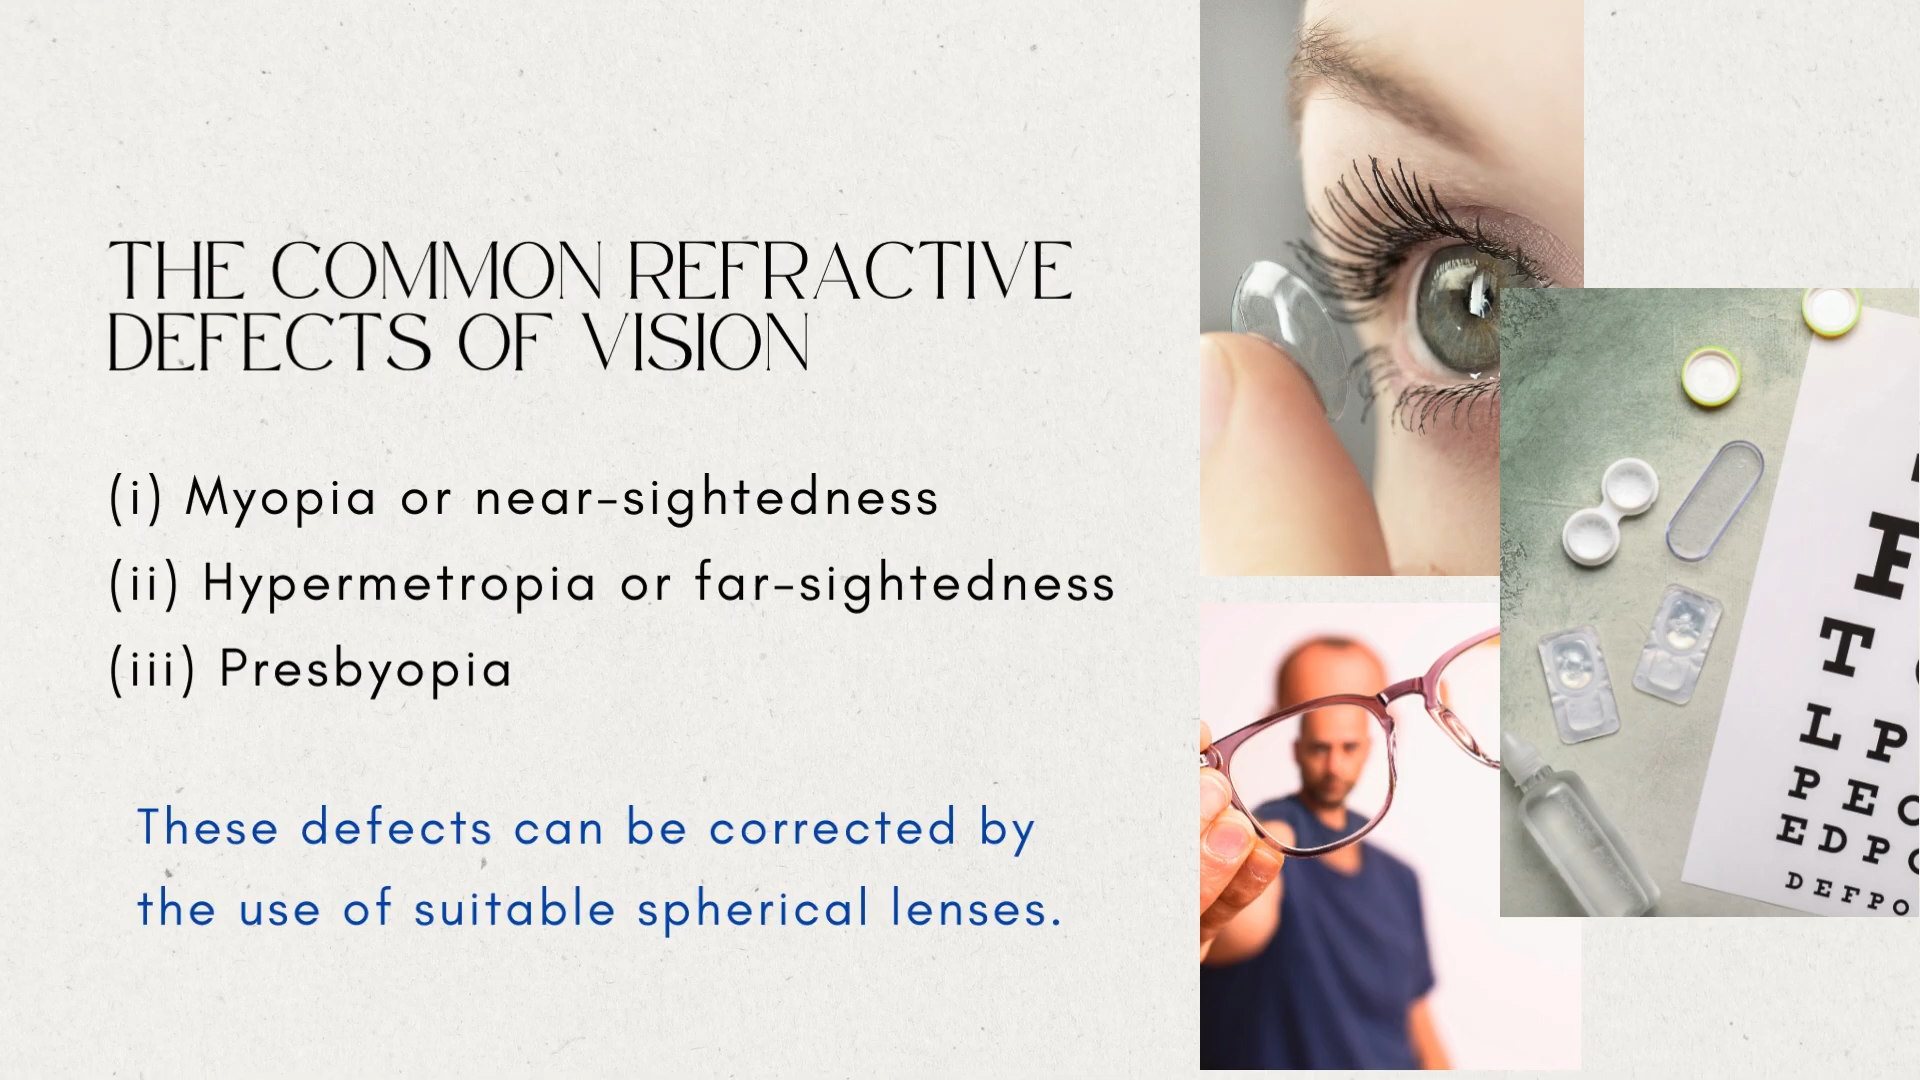 THE COMMON REFRACTIVE
DEFECTS OF VISION
(i) Myopia or near-sightedness
(ii) Hypermetropia or far-sightedness
(iii) Presbyopia
These defects can be corrected by
the use of suitable spherical lenses.
F
T
L P
P E
E D P
D E F P O